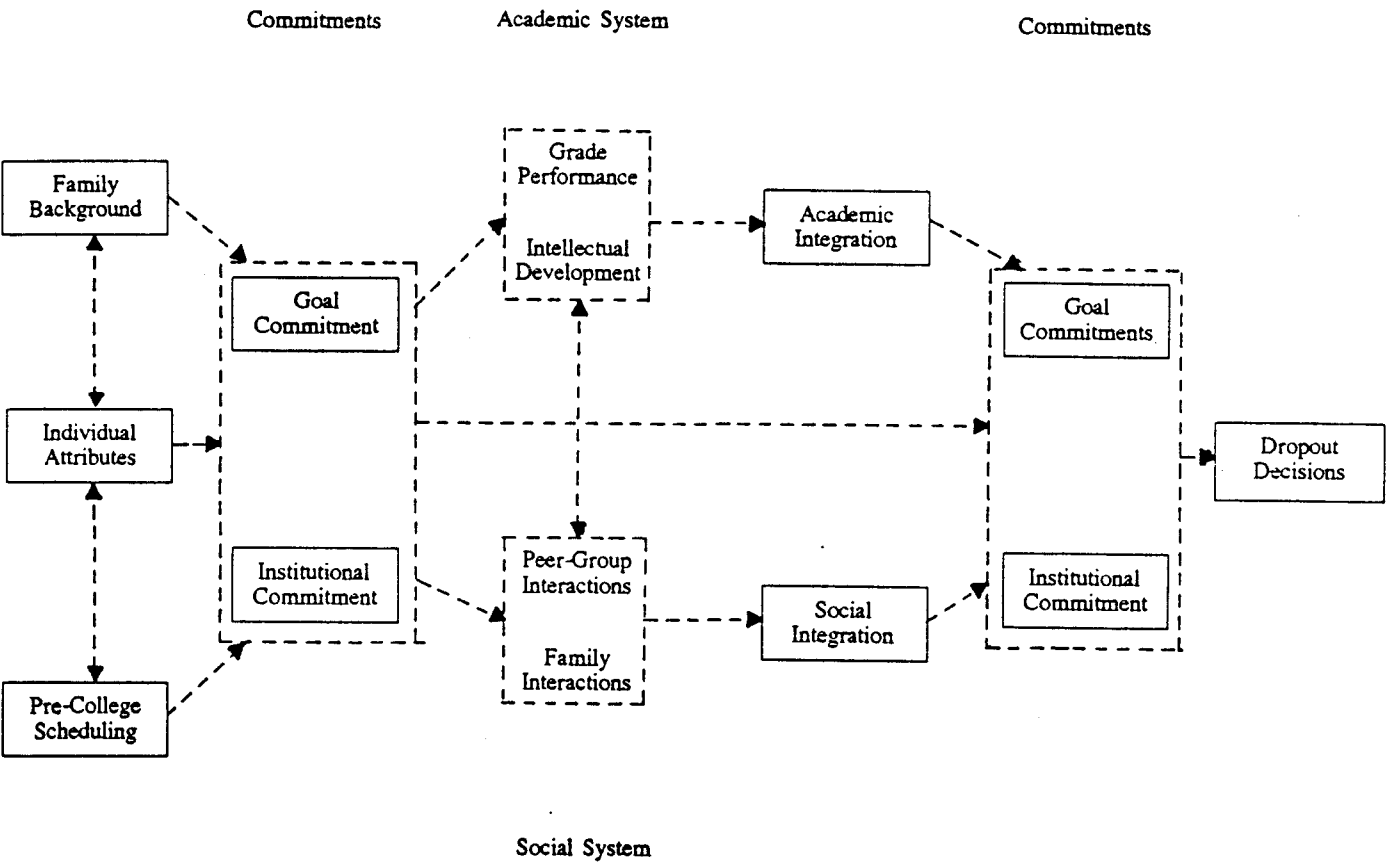 Commitments
Academic System
Commitments
Grade
Performance
Intellectual
Development
Family
Background
Academic
Integration
Goal
Commitment
Goal
Commitments
Individual
Attributes
Dropout
Decisions
Institutional
Commitment
Peer-Group
Interactions
Family
Interactions
Social
Integration
Institutional
Commitment
Pre-College
Scheduling
Social System